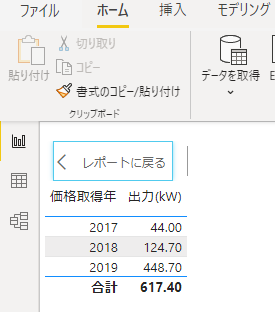 ファイル ホーム 挿入 モデリング
貼り付け
切り取り
コピー
書式のコピー/貼り付け
クリップボード
データを取得
レポートに戻る
価格取得年 出力(kW)
2017 44.00
2018 124.70
2019 448.70
合計 617.40